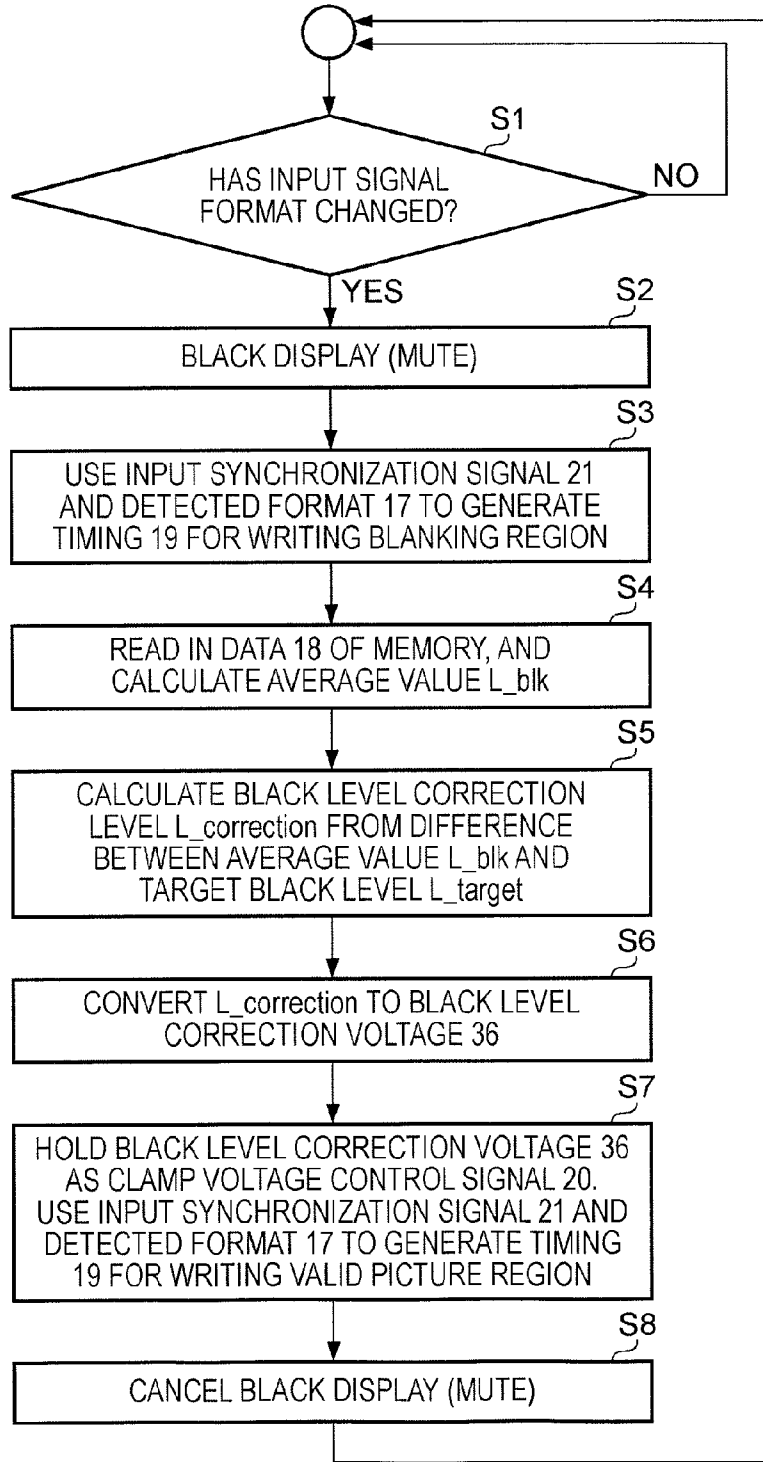 S1
HAS INPUT SIGNAL
FORMAT CHANGED?
NO
YES
S2
BLACK DISPLAY (MUTE)
S3
USE INPUT SYNCHRONIZATION SIGNAL 21
AND DETECTED FORMAT 17 TO GENERATE
TIMING 19 FOR WRITING BLANKING REGION
S4
READ IN DATA 18 OF MEMORY, AND
CALCULATE AVERAGE VALUE L_blk
S5
CALCULATE BLACK LEVEL CORRECTION
LEVEL L_correction FROM DIFFERENCE
BETWEEN AVERAGE VALUE L_blk AND
TARGET BLACK LEVEL L_target
S6
CONVERT L_correction TO BLACK LEVEL
CORRECTION VOLTAGE 36
S7
HOLD BLACK LEVEL CORRECTION VOLTAGE 36
AS CLAMP VOLTAGE CONTROL SIGNAL 20.
USE INPUT SYNCHRONIZATION SIGNAL 21 AND
DETECTED FORMAT 17 TO GENERATE TIMING
19 FOR WRITING VALID PICTURE REGION
S8
CANCEL BLACK DISPLAY (MUTE)